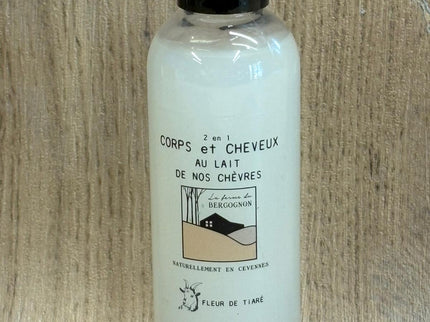 2 en 1
CORPS et CHEVEUX
AU LAIT
DE NOS CHÈVRES
La ferme du
BERGOGNON
NATURELLEMENT EN CEVENNES
FLEUR DE TiARÉ